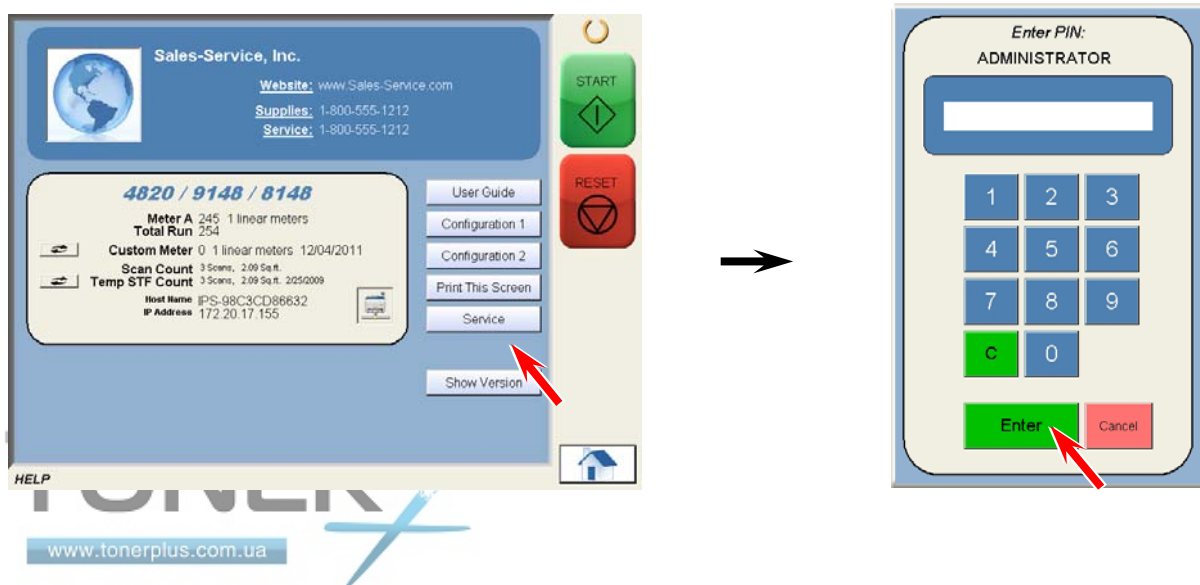 Sales-Service, Inc.
Website: www.Sales-Service.com
Supplies: 1-800-555-1212
Service: 1-800-555-1212
4820 / 9148 / 8148
Meter A 245 1 linear meters
Total Run 254
Custom Meter 0 1 linear meters 12/04/2011
Scan Count 3 Scans, 2.09 Sq.ft.
Temp STF Count 3 Scans, 2.09 Sq.ft. 2/25/2009
Host Name IPS-98C3CD86632
IP Address 172.20.17.155
User Guide
Configuration 1
Configuration 2
Print This Screen
Service
Show Version
START
RESET
HELP
Enter PIN:
ADMINISTRATOR
1 2 3
4 5 6
7 8 9
C 0
Enter Cancel
TONER
www.tonerplus.com.ua